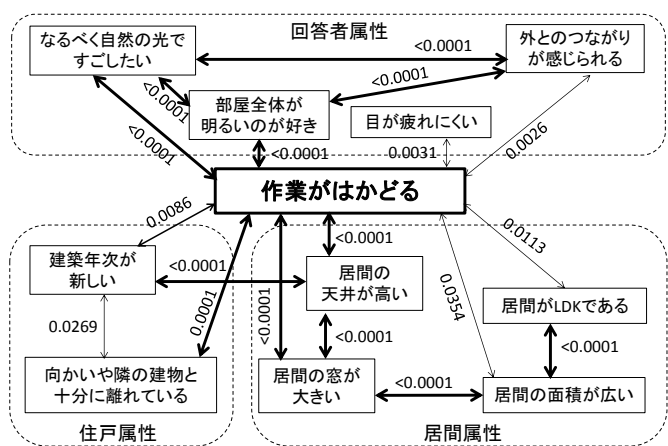 回答者属性
なるべく自然の光で
すごしたい
<0.0001
外とのつながり
が感じられる
<0.0001
<0.0001
部屋全体が
明るいのが好き
目が疲れにくい
<0.0001
<0.0001
0.0031
0.0026
作業がはかどる
0.0086
<0.0001
0.0113
建築年次が
新しい
<0.0001
居間の
天井が高い
0.0354
居間がLDKである
0.0269
0.0001
<0.0001
<0.0001
<0.0001
向かいや隣の建物と
十分に離れている
居間の窓が
大きい
<0.0001
居間の面積が広い
住戸属性
居間属性